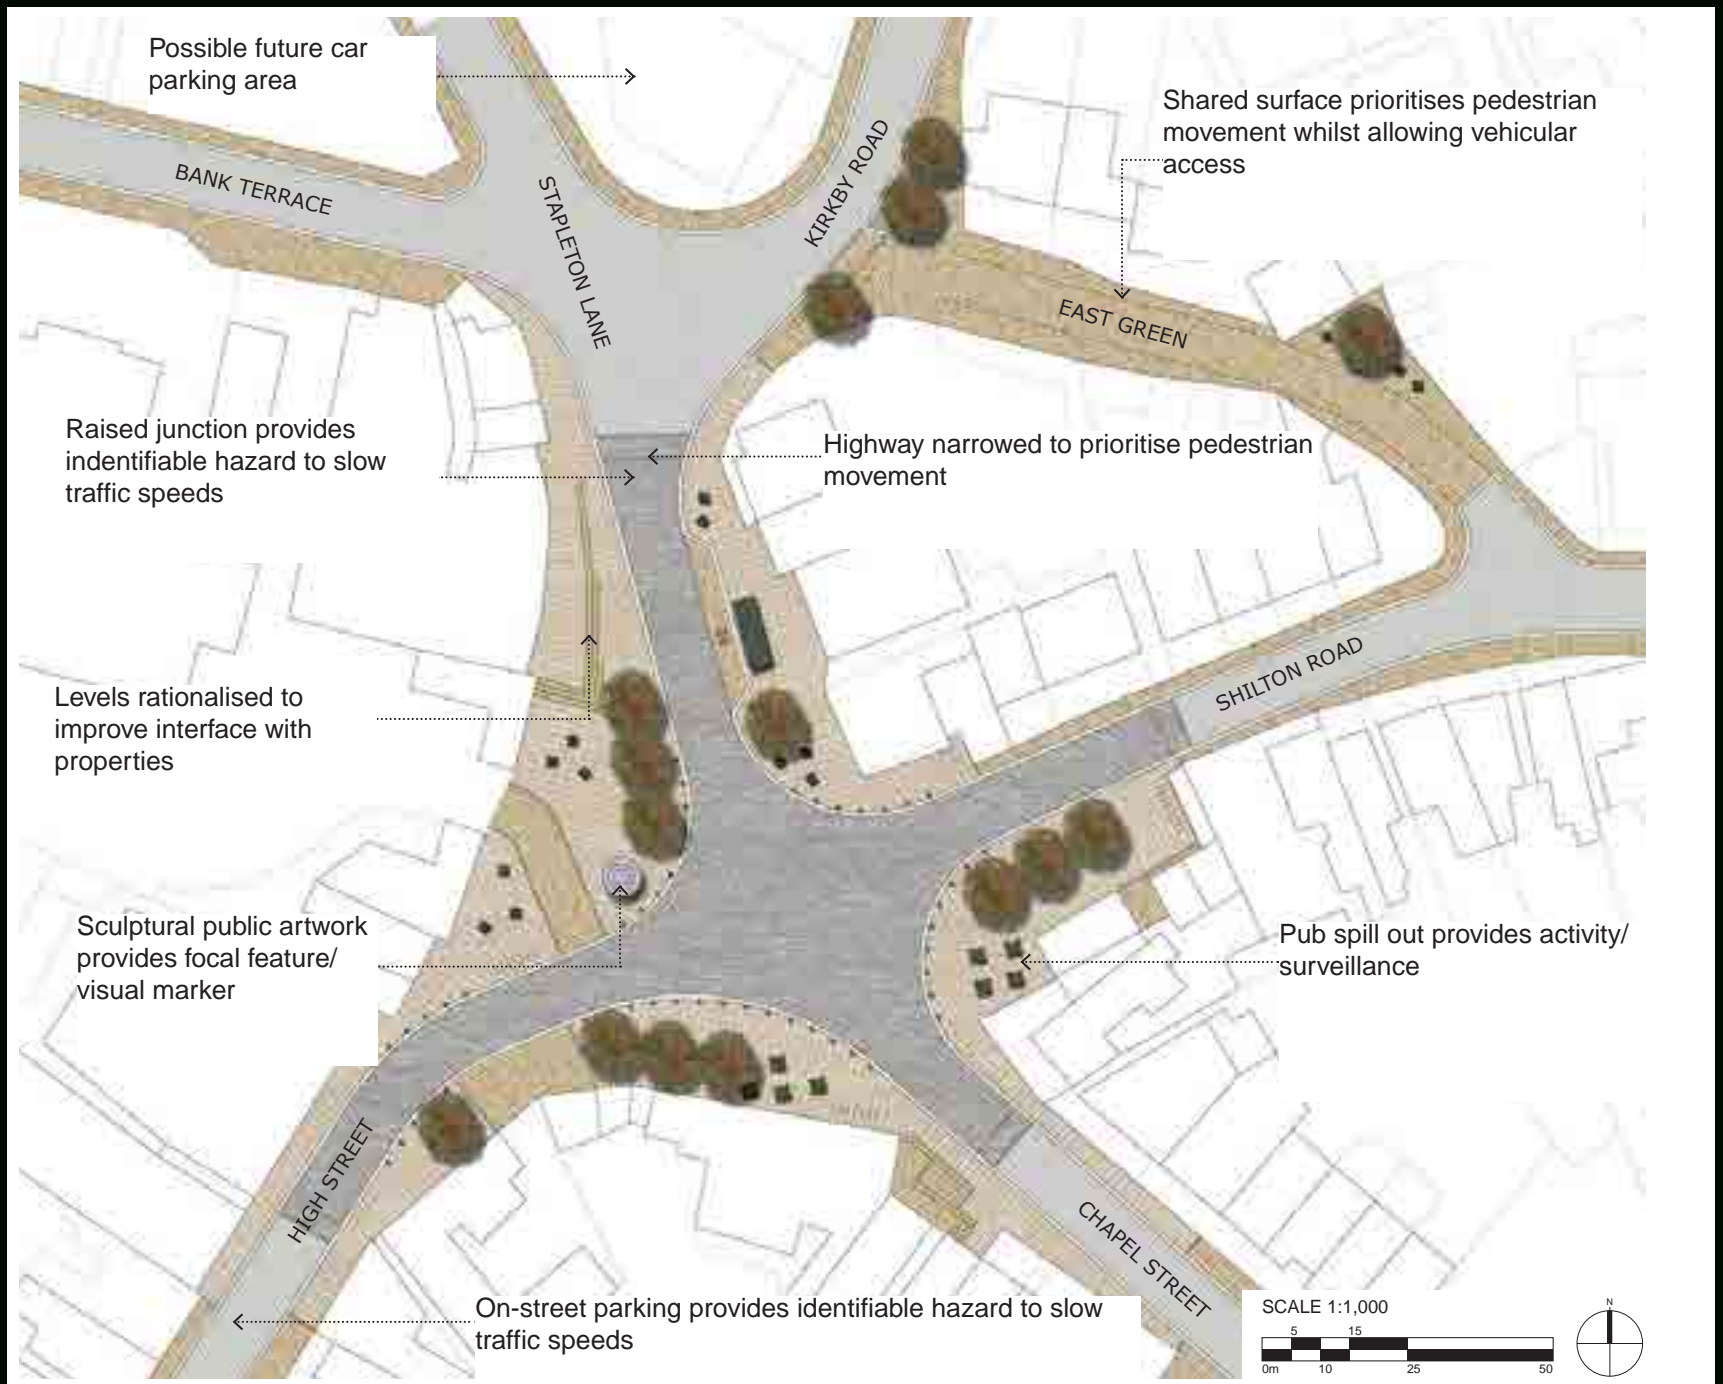 Possible future car
parking area
Shared surface prioritises pedestrian
movement whilst allowing vehicular
access
BANK TERRACE
STAPLETON LANE
KIRKBY ROAD
EAST GREEN
Raised junction provides
indentifiable hazard to slow
traffic speeds
Highway narrowed to prioritise pedestrian
movement
SHILTON ROAD
Levels rationalised to
improve interface with
properties
Sculptural public artwork
provides focal feature/
visual marker
Pub spill out provides activity/
surveillance
HIGH STREET
CHAPEL STREET
On-street parking provides identifiable hazard to slow
traffic speeds
SCALE 1:1,000
5 15
0m 10 25 50
N